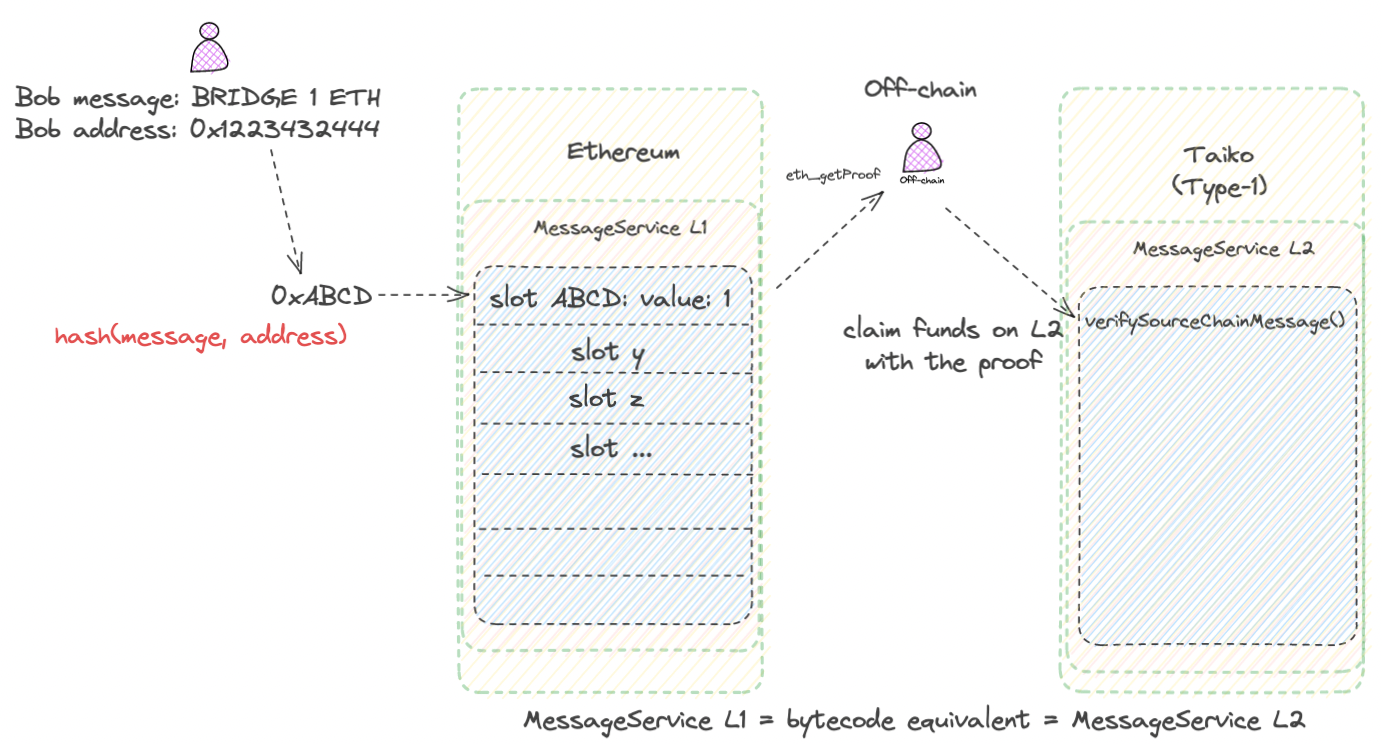 Bob message: BRIDGE 1 ETH
Bob address: 0x1223432444
0xABCD
hash(message, address)
Ethereum
MessageService L1
slot ABCD: value: 1
slot y
slot z
slot ...
Off-chain
eth_getProof
Off-chain
claim funds on L2
with the proof
Taiko
(Type-1)
MessageService L2
verifySourceChainMessage()
MessageService L1 = bytecode equivalent = MessageService L2